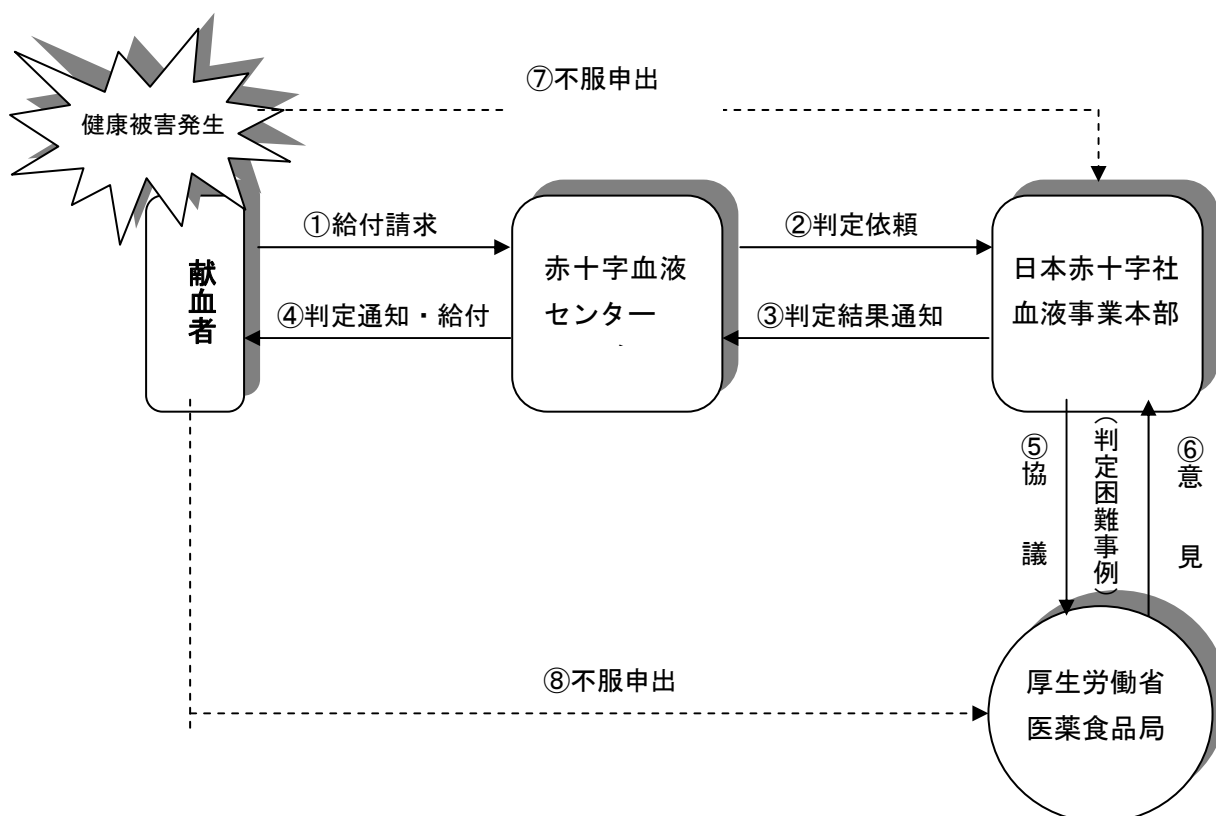 ⑦不服申出
健康被害発生
①給付請求
②判定依頼
献血者
赤十字血液
センター
日本赤十字社
血液事業本部
④判定通知・給付
③判定結果通知
⑤協議
(判定困難事例)
⑥意見
⑧不服申出
厚生労働省
医薬食品局